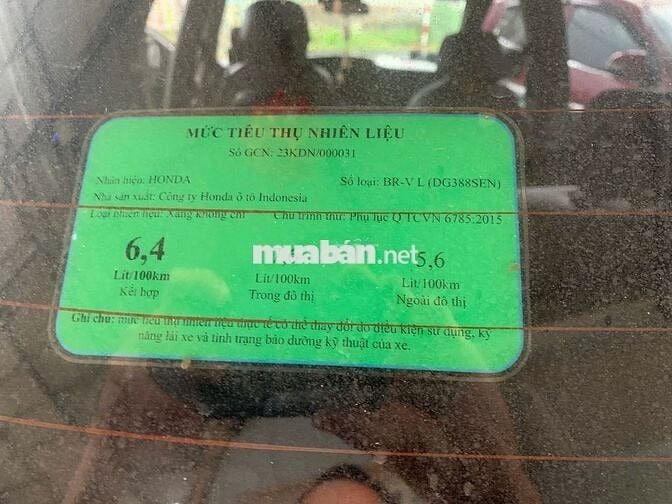 MỨC TIÊU THỤ NHIÊN LIỆU
Số GCN: 23KDN/000031
Nhãn hiệu: HONDA Số loại: BR-V L (DG388SEN)
Nhà sản xuất: Công ty Honda ô tô Indonesia
Loại nhiên liệu: Xăng không chì Chu trình thử: Phụ lục Q TCVN 6785:2015
6,4 5,6
muaban.net
Lít/100km Lít/100km Lít/100km
Kết hợp Trong đô thị Ngoài đô thị
Ghi chú: mức tiêu thụ nhiên liệu thực tế có thể thay đổi do điều kiện sử dụng, kỹ
năng lái xe và tình trạng bảo dưỡng kỹ thuật của xe.